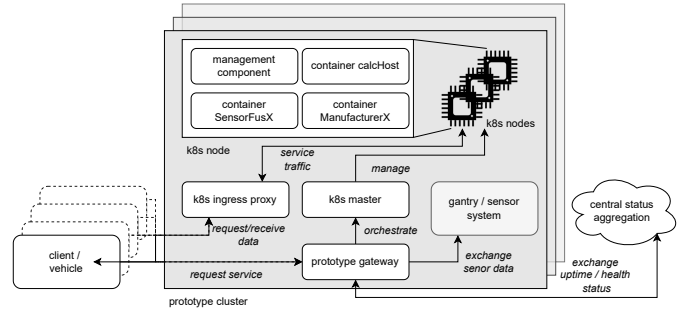 management
component
container calcHost
container
SensorFusX
container
ManufacturerX
k8s node
k8s nodes
service
traffic
manage
k8s ingress proxy
k8s master
gantry / sensor
system
central status
aggregation
request/receive
data
orchestrate
client /
vehicle
request service
prototype gateway
exchange
senor data
exchange
uptime / health
status
prototype cluster